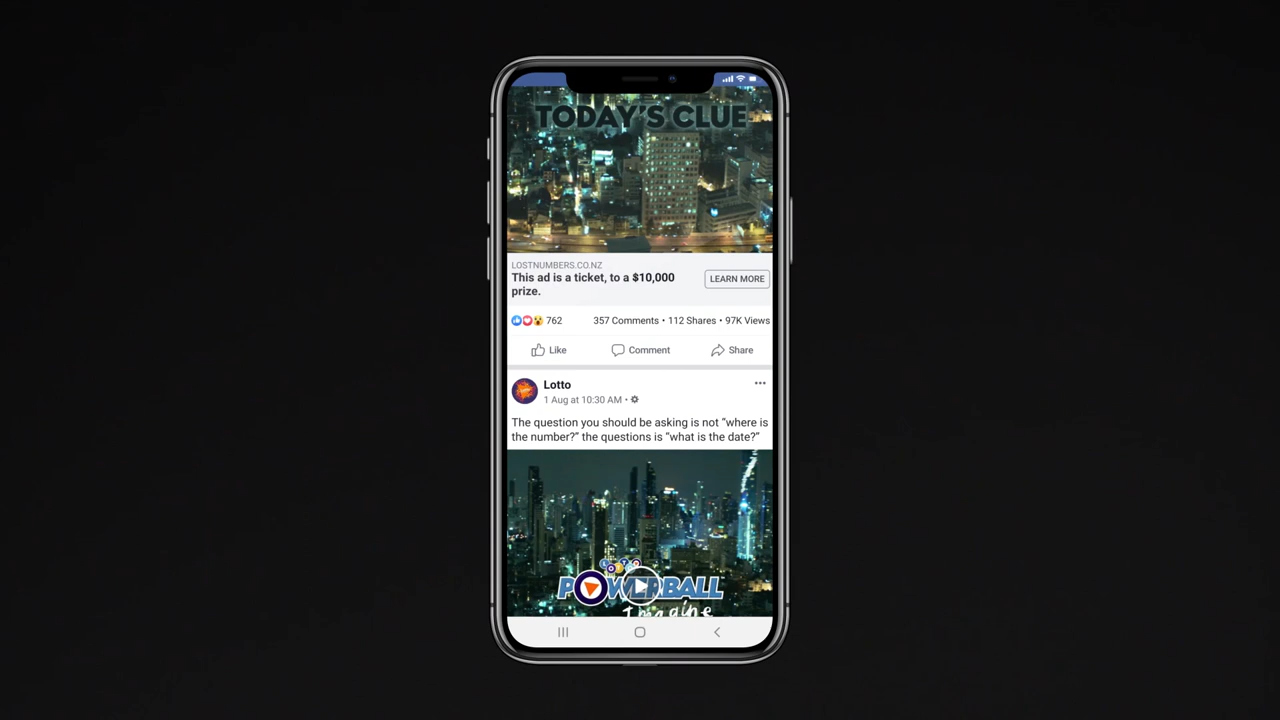 TODAY'S CLUE
LOSTNUMBERS.CO.NZ
This ad is a ticket, to a $10,000
prize.
LEARN MORE
762
357 Comments • 112 Shares • 97K Views
Like
Comment
Share
Lotto
1 Aug at 10:30 AM •
The question you should be asking is not “where is
the number?” the questions is “what is the date?”
LOTTO
POWERBALL
Imagine